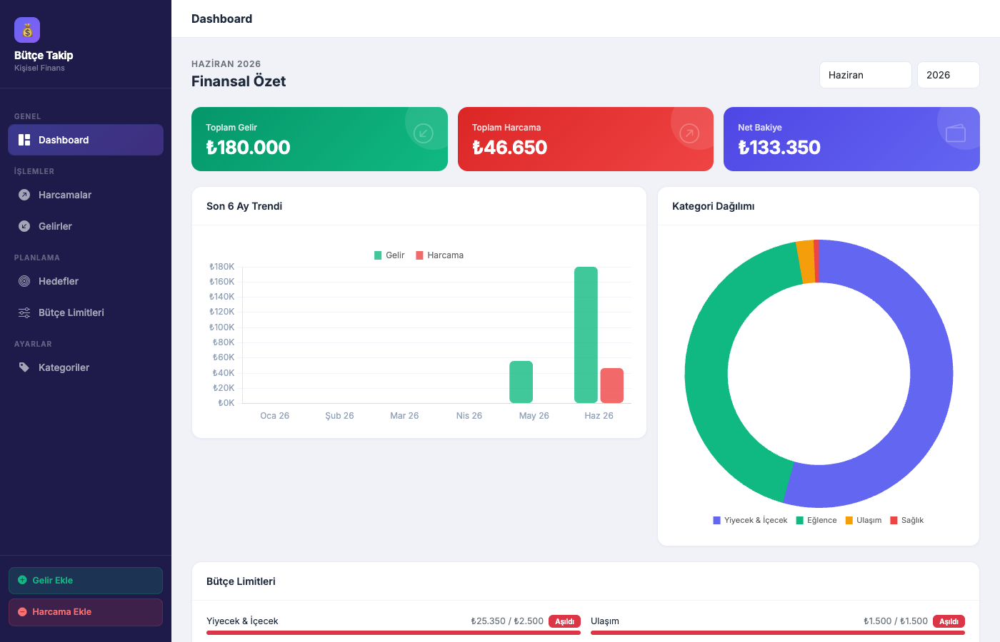 Bütçe Takip
Kişisel Finans
GENEL
Dashboard
İŞLEMLER
Harcamalar
Gelirler
PLANLAMA
Hedefler
Bütçe Limitleri
AYARLAR
Kategoriler
Gelir Ekle
Harcama Ekle
Dashboard
HAZİRAN 2026
Finansal Özet
Haziran
2026
Toplam Gelir
₺180.000
Toplam Harcama
₺46.650
Net Bakiye
₺133.350
Son 6 Ay Trendi
Gelir Harcama
₺180K
₺160K
₺140K
₺120K
₺100K
₺80K
₺60K
₺40K
₺20K
₺0K
Oca 26 Şub 26 Mar 26 Nis 26 May 26 Haz 26
Kategori Dağılımı
Yiyecek & İçecek Eğlence Ulaşım Sağlık
Bütçe Limitleri
Yiyecek & İçecek ₺25.350 / ₺2.500 Aşıldı
Ulaşım ₺1.500 / ₺1.500 Aşıldı